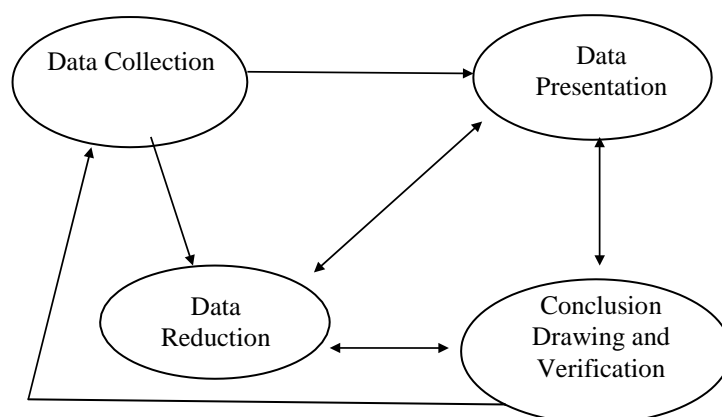 Data Collection
Data
Presentation
Data
Reduction
Conclusion
Drawing and
Verification